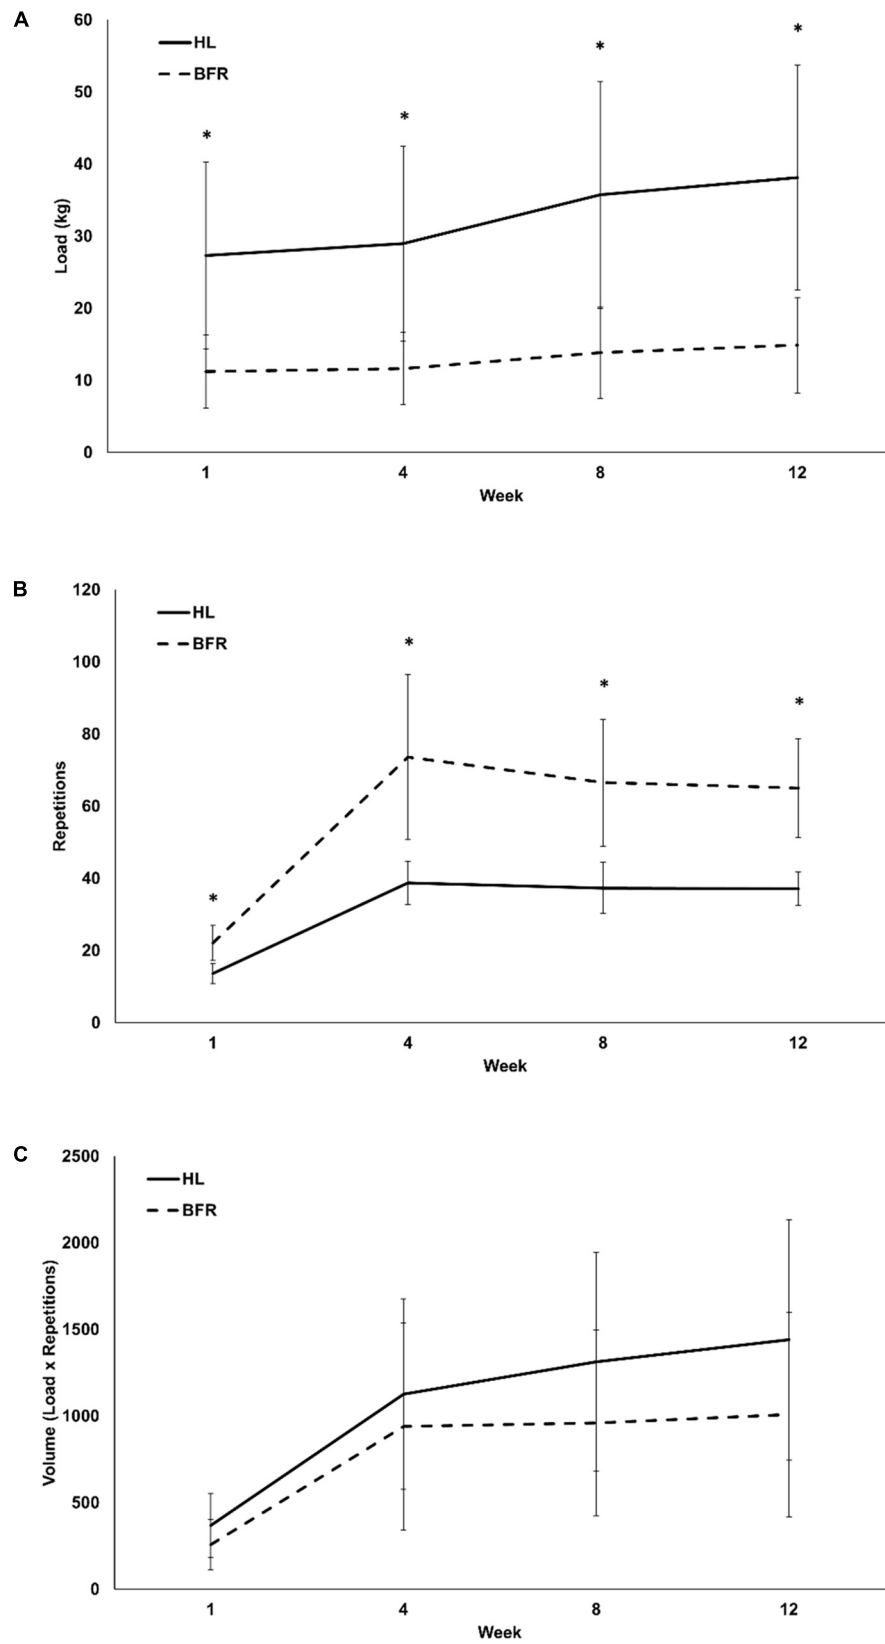 A
60
50
40
30
20
10
0
Load (kg)
HL
BFR
*
*
*
*
1 4 8 12
Week
B
120
100
80
60
40
20
0
Repetitions
HL
BFR
*
*
*
*
1 4 8 12
Week
C
2500
2000
1500
1000
500
0
Volume (Load x Repetitions)
HL
BFR
1 4 8 12
Week